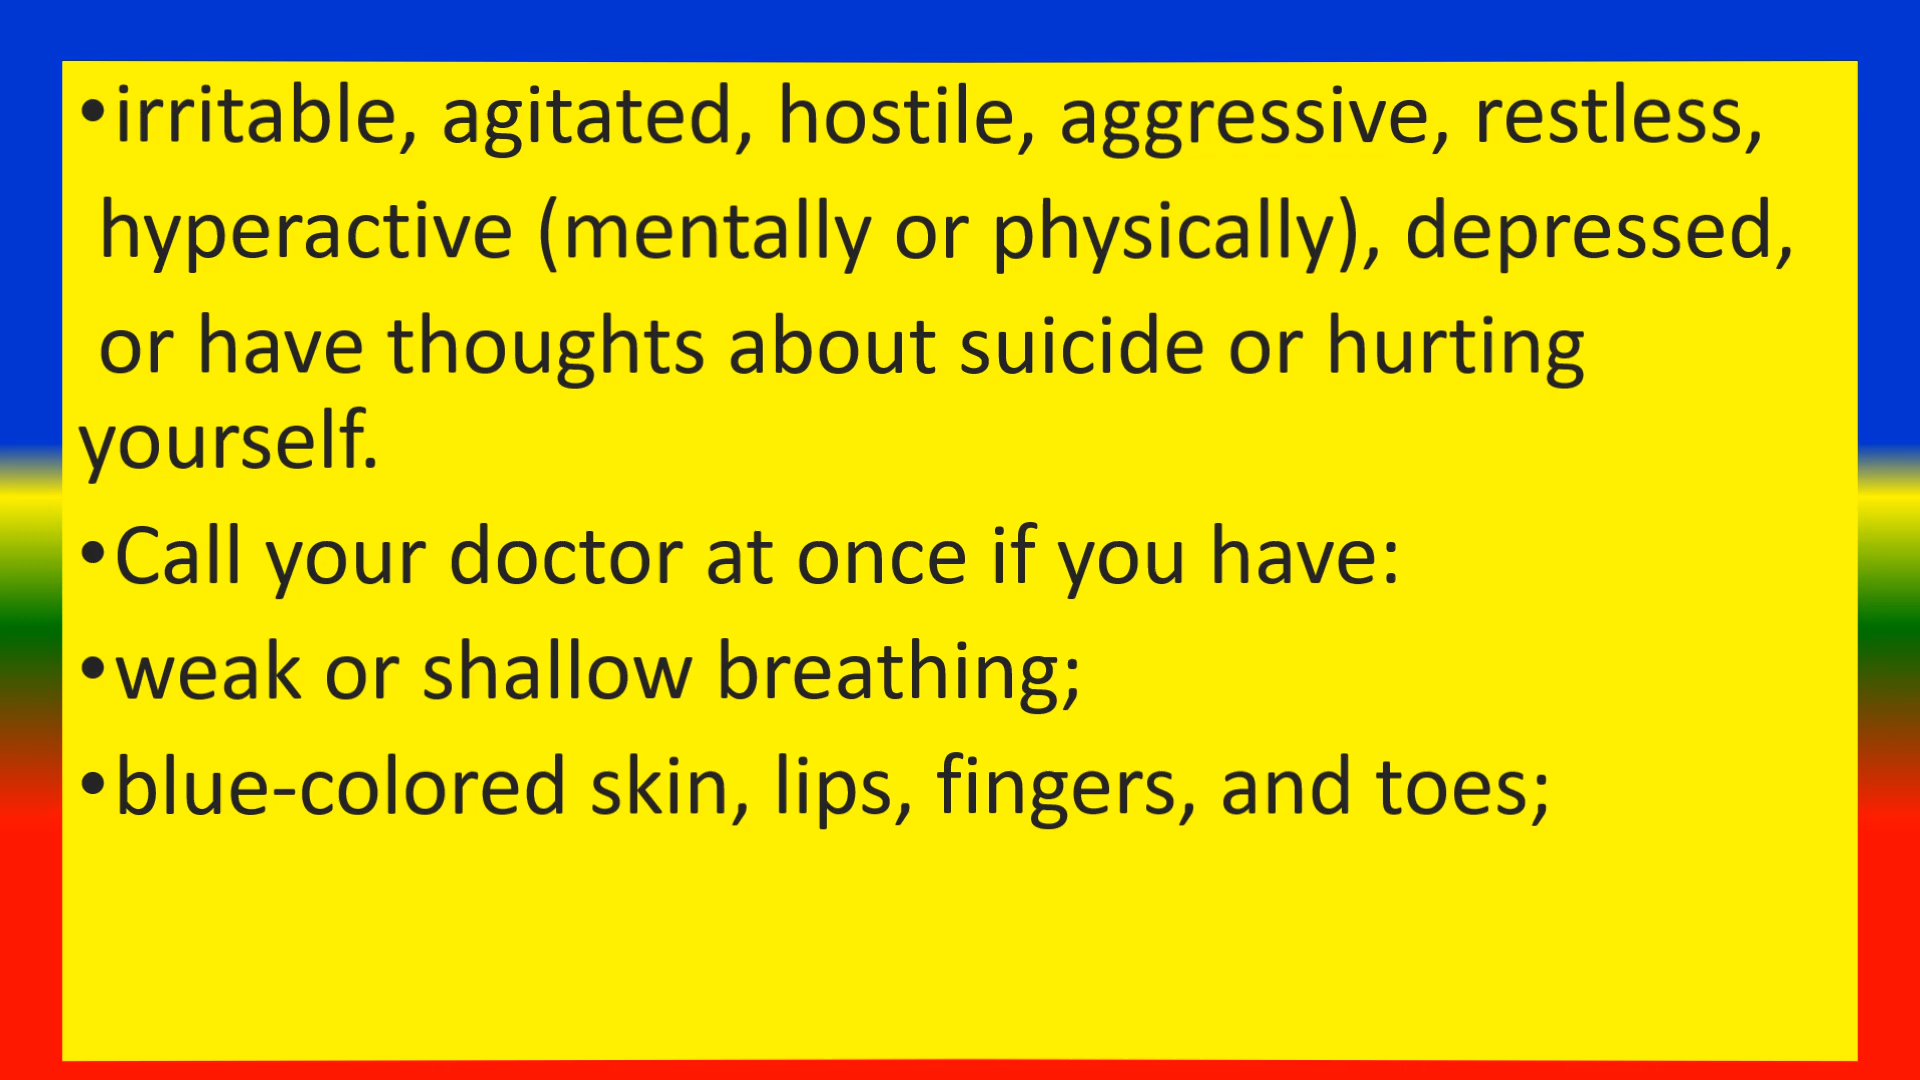 •irritable, agitated, hostile, aggressive, restless,
hyperactive (mentally or physically), depressed,
or have thoughts about suicide or hurting
yourself.
•Call your doctor at once if you have:
•weak or shallow breathing;
•blue-colored skin, lips, fingers, and toes;